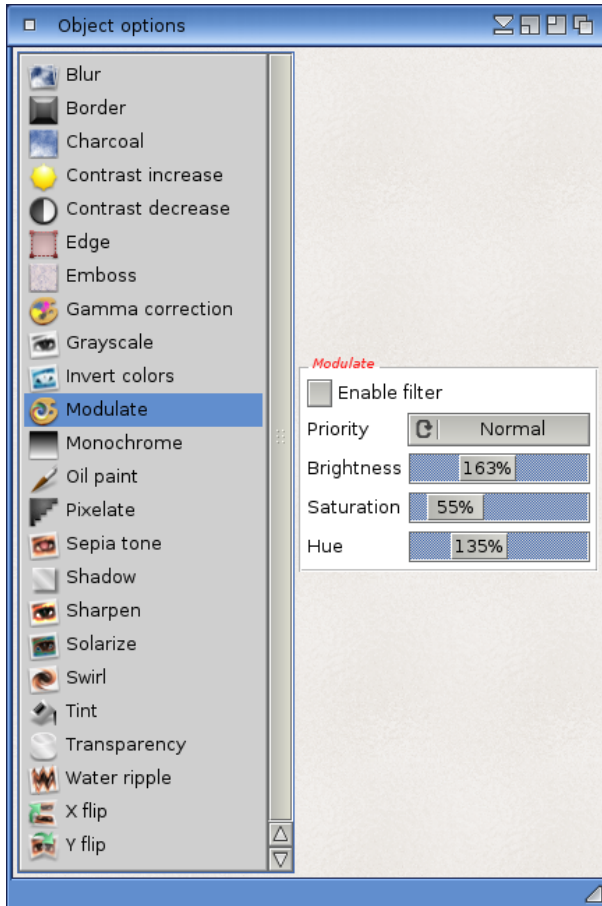 Object options
Blur
Border
Charcoal
Contrast increase
Contrast decrease
Edge
Emboss
Gamma correction
Grayscale
Invert colors
Modulate
Monochrome
Oil paint
Pixelate
Sepia tone
Shadow
Sharpen
Solarize
Swirl
Tint
Transparency
Water ripple
X flip
Y flip
Modulate
Enable filter
Priority Normal
Brightness 163%
Saturation 55%
Hue 135%